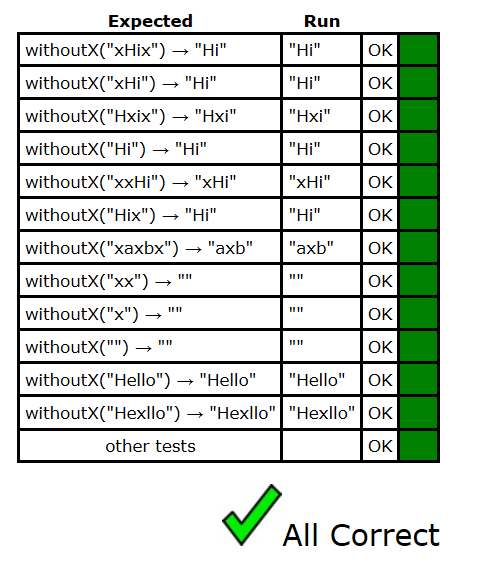 Expected Run
withoutX("xHix") → "Hi" "Hi" OK
withoutX("xHi") → "Hi" "Hi" OK
withoutX("Hxix") → "Hxi" "Hxi" OK
withoutX("Hi") → "Hi" "Hi" OK
withoutX("xxHi") → "xHi" "xHi" OK
withoutX("Hix") → "Hi" "Hi" OK
withoutX("xaxbx") → "axb" "axb" OK
withoutX("xx") → "" "" OK
withoutX("x") → "" "" OK
withoutX("") → "" "" OK
withoutX("Hello") → "Hello" "Hello" OK
withoutX("Hexllo") → "Hexllo" "Hexllo" OK
other tests OK
All Correct